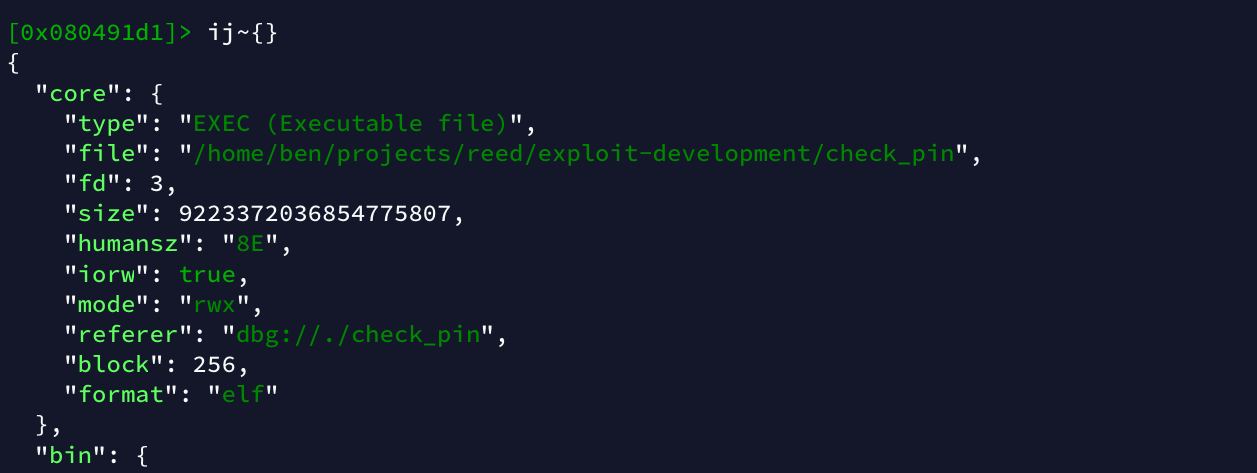 [0x080491d1]> ij~{}
{
  "core": {
    "type": "EXEC (Executable file)",
    "file": "/home/ben/projects/reed/exploit-development/check_pin",
    "fd": 3,
    "size": 9223372036854775807,
    "humansz": "8E",
    "iorw": true,
    "mode": "rwx",
    "referer": "dbg://./check_pin",
    "block": 256,
    "format": "elf"
  },
  "bin": {